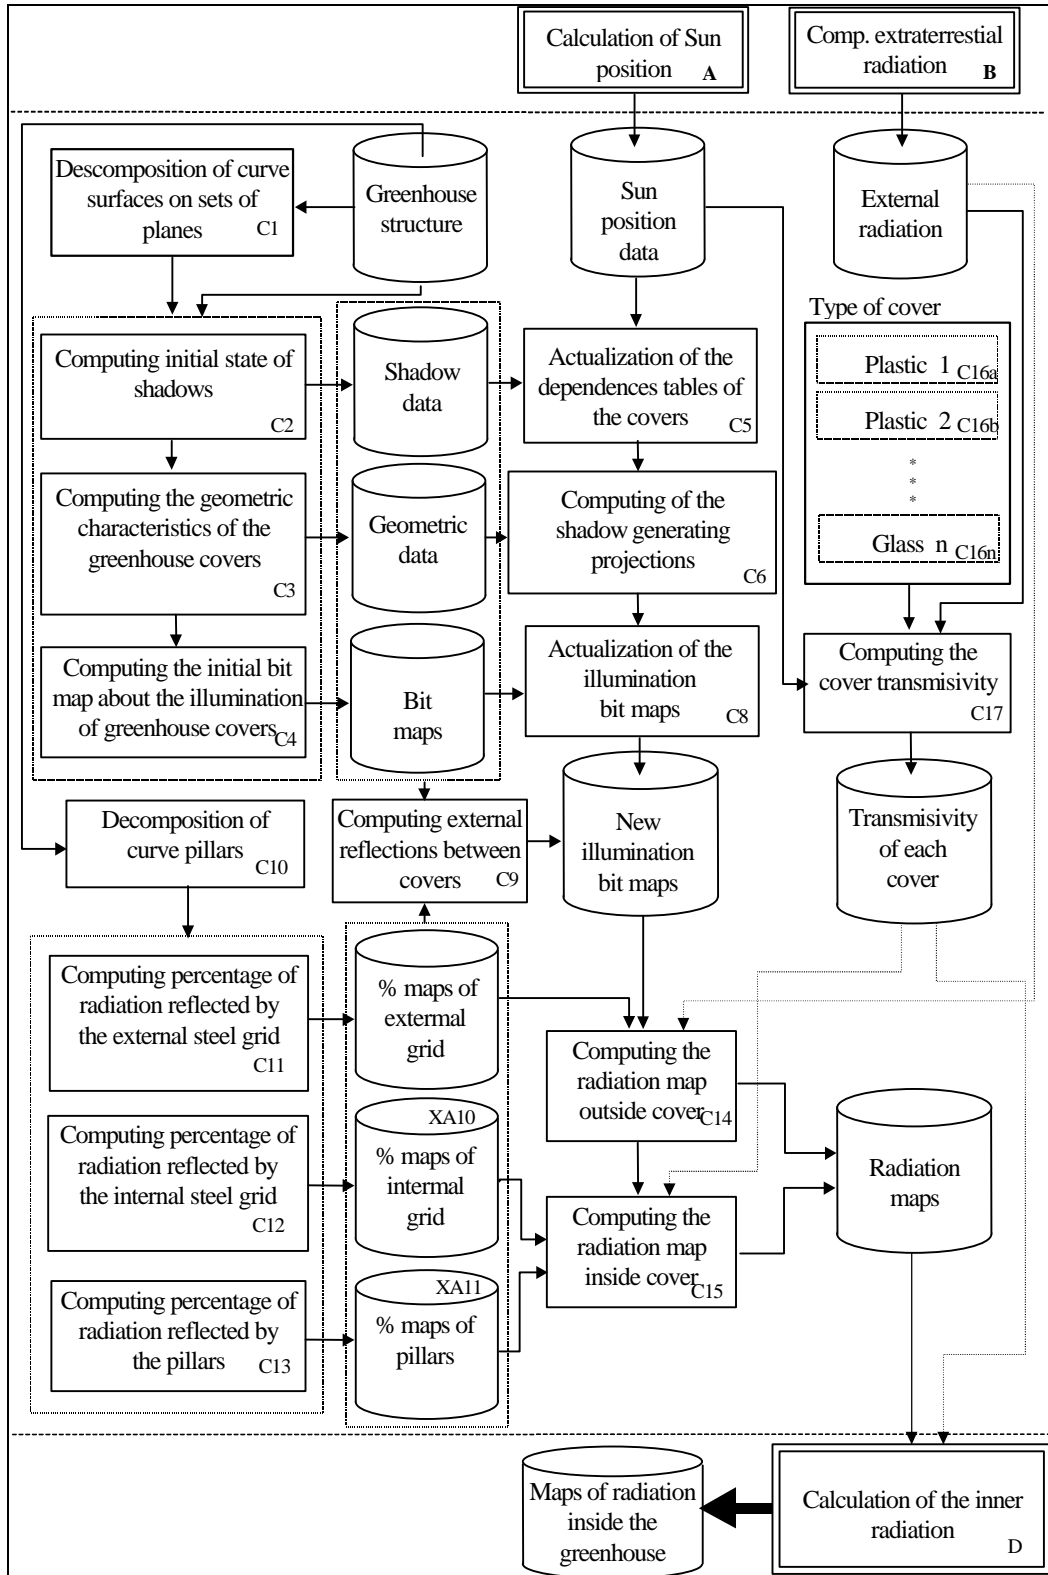 Calculation of Sun
position A
Comp. extraterrestial
radiation B
Descomposition of curve
surfaces on sets of
planes C1
Greenhouse
structure
Sun
position
data
External
radiation
Type of cover
Computing initial state of
shadows
C2
Shadow
data
Actualization of the
dependences tables of
the covers C5
Plastic 1 C16a
Plastic 2 C16b
*
*
*
Glass n C16n
Computing the geometric
characteristics of the
greenhouse covers
C3
Geometric
data
Computing of the
shadow generating
projections
C6
Computing the initial bit
map about the illumination
of greenhouse covers C4
Bit
maps
Actualization of the
illumination
bit maps C8
Computing the
cover transmisivity
C17
Decomposition of
curve pillars
C10
Computing external
reflections between
covers C9
New
illumination
bit maps
Transmisivity
of each
cover
Computing percentage of
radiation reflected by
the external steel grid
C11
% maps of
extermal
grid
Computing the
radiation map
outside cover C14
Computing percentage of
radiation reflected by
the internal steel grid
C12
XA10
% maps of
intermal
grid
Computing the
radiation map
inside cover C15
Radiation
maps
Computing percentage of
radiation reflected by
the pillars C13
XA11
% maps of
pillars
Maps of radiation
inside the
greenhouse
Calculation of the inner
radiation
D